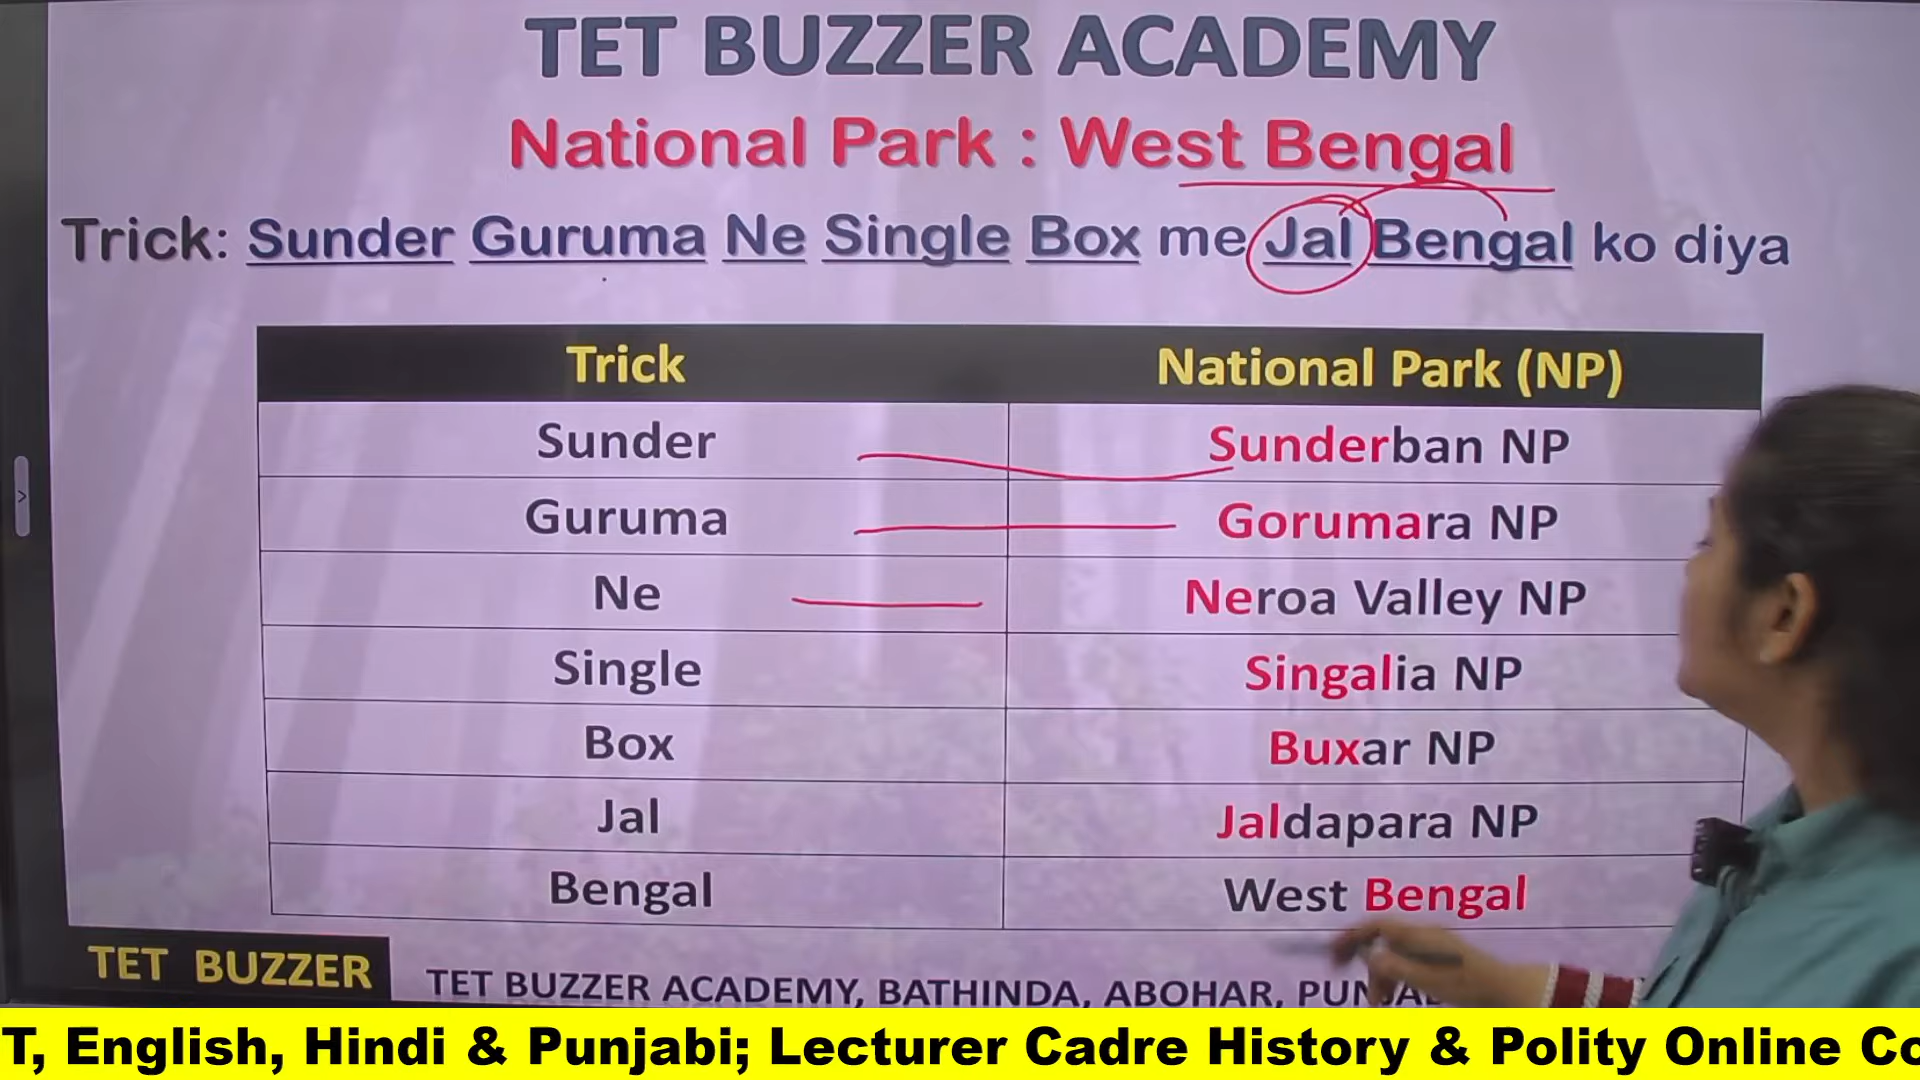 TET BUZZER ACADEMY
National Park : West Bengal
Trick: Sunder Guruma Ne Single Box me Jal Bengal ko diya
Trick National Park (NP)
Sunder Sunderban NP
Guruma Gorumara NP
Ne Neroa Valley NP
Single Singalia NP
Box Buxar NP
Jal Jaldapara NP
Bengal West Bengal
TET BUZZER
TET BUZZER ACADEMY, BATHINDA, ABOHAR,
T, English, Hindi & Punjabi; Lecturer Cadre History & Polity Online